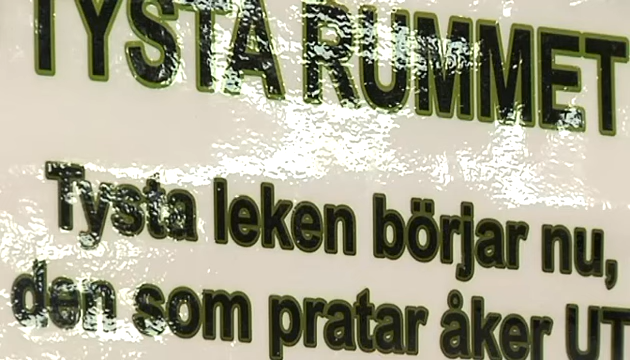 TYSTA RUMMET
Tysta leken börjar nu,
den som pratar åker UT